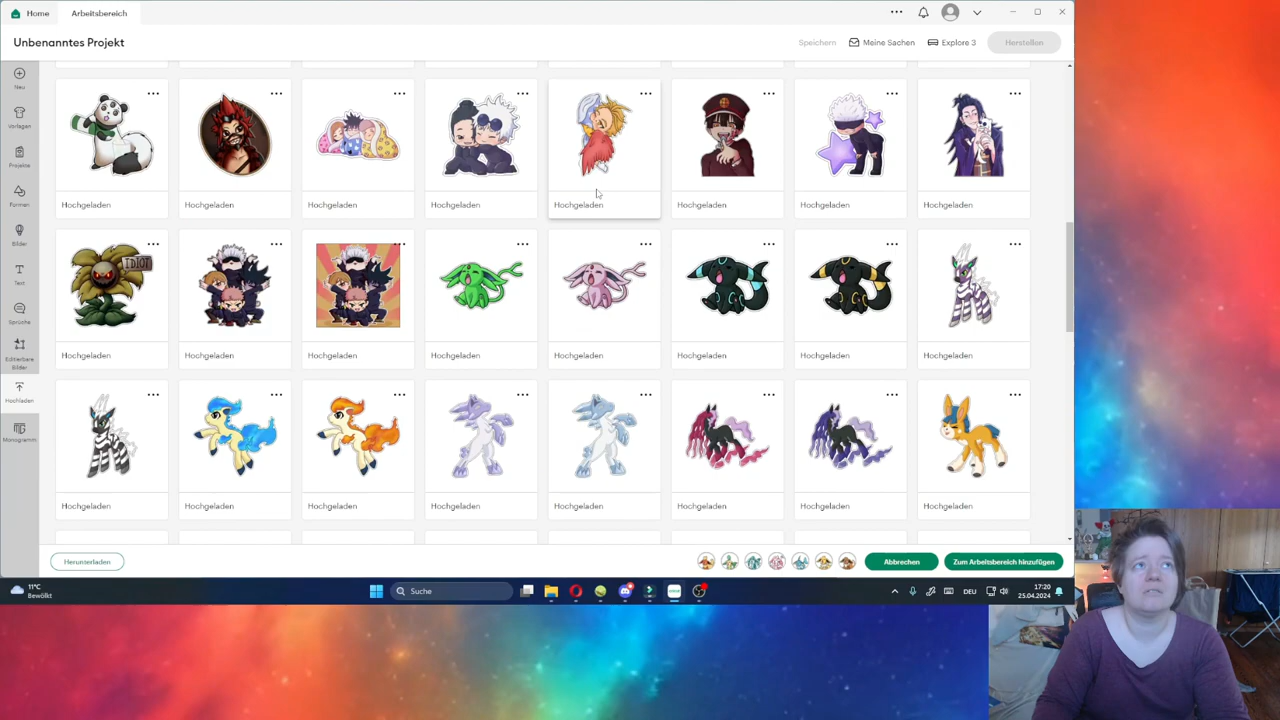 Home
Arbeitsbereich
Unbenanntes Projekt
Speichern
Meine Sachen
Explore 3
Herstellen
Neu
Vorlagen
Projekte
Formen
Bilder
Text
Sprüche
Editierbare
Bilder
Hochladen
Monogramm
Hochgeladen Hochgeladen Hochgeladen Hochgeladen Hochgeladen Hochgeladen Hochgeladen Hochgeladen
IDIOT
Hochgeladen Hochgeladen Hochgeladen Hochgeladen Hochgeladen Hochgeladen Hochgeladen Hochgeladen
Hochgeladen Hochgeladen Hochgeladen Hochgeladen Hochgeladen Hochgeladen Hochgeladen Hochgeladen
Herunterladen
Abbrechen
Zum Arbeitsbereich hinzufügen
11°C
Bewölkt
Suche
DEU
17:20
25.04.2024